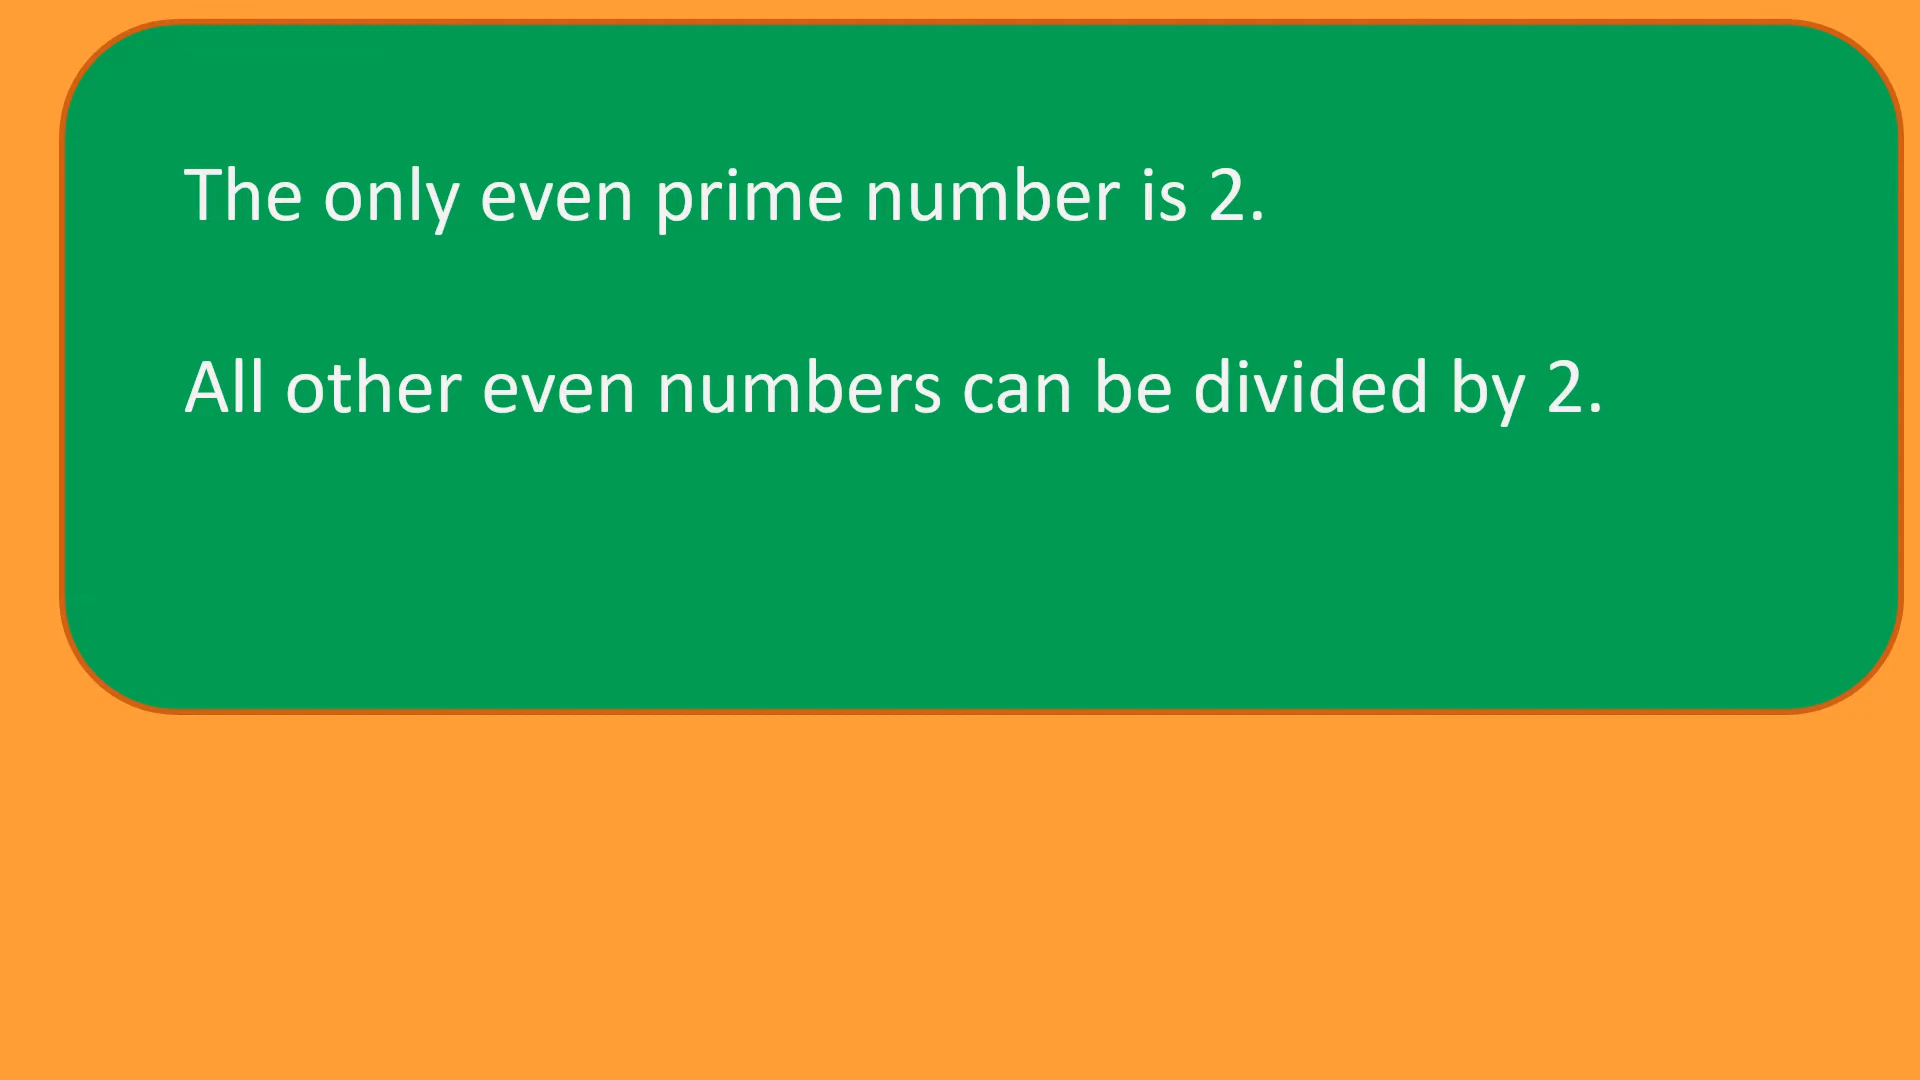 The only even prime number is 2.
All other even numbers can be divided by 2.